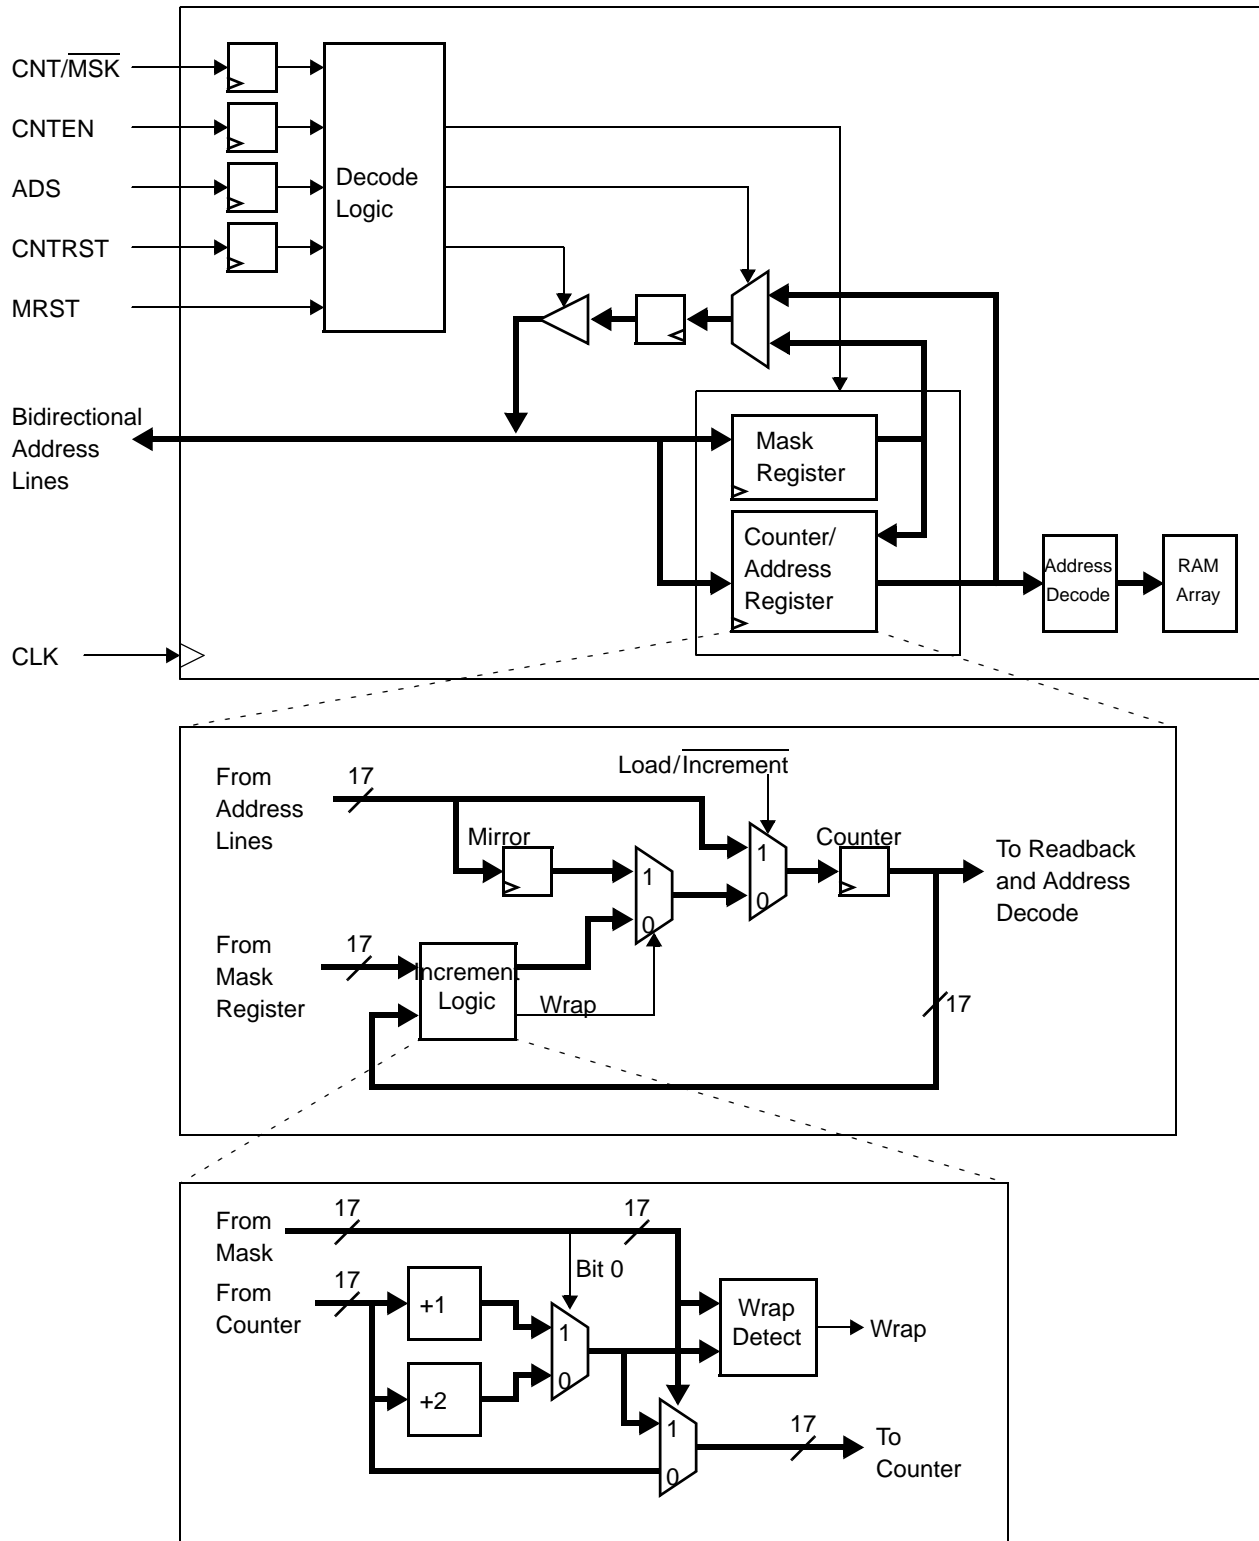 CNT/MSK
CNTEN
ADS
CNTRST
MRST
Decode
Logic
Bidirectional
Address
Lines
Mask
Register
Counter/
Address
Register
Address
Decode
RAM
Array
CLK
From
Address
Lines
17
Load/Increment
Mirror
1
0
1
0
Counter
To Readback
and Address
Decode
From
Mask
Register
17
Increment
Logic
Wrap
17
From
Mask
17
17
Bit 0
From
Counter
17
+1
+2
1
0
Wrap
Detect
Wrap
1
0
17
To
Counter